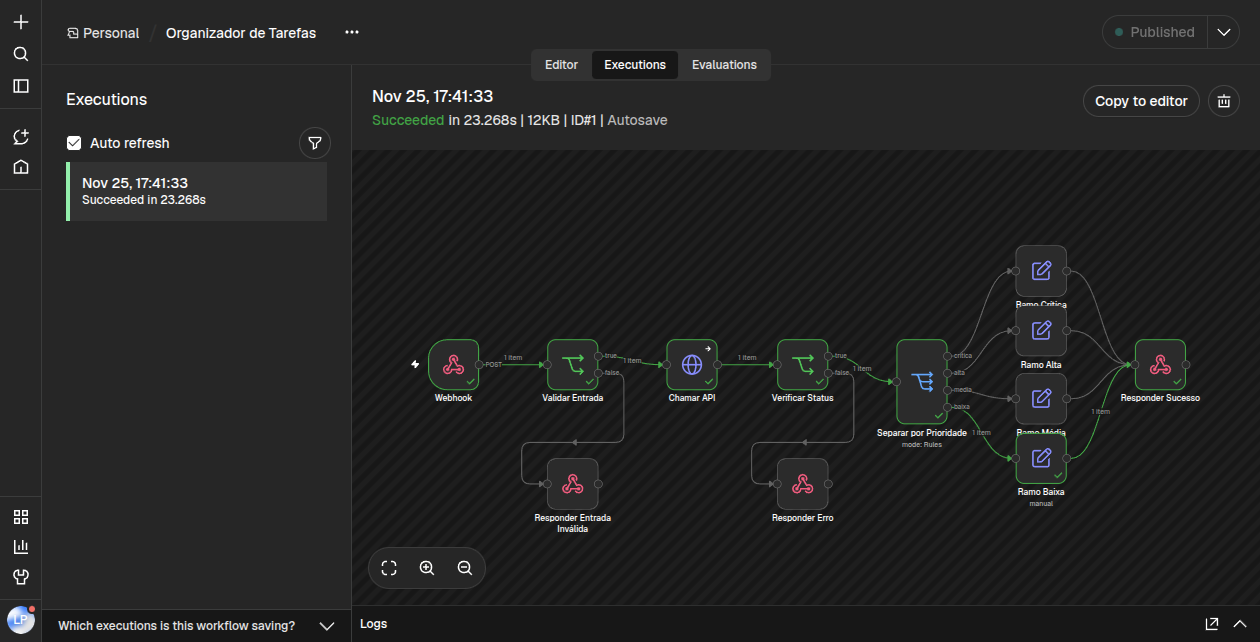 Personal / Organizador de Tarefas
Published
Editor
Executions
Evaluations
Executions
Auto refresh
Nov 25, 17:41:33
Succeeded in 23.268s
Nov 25, 17:41:33
Succeeded in 23.268s | 12KB | ID#1 | Autosave
Copy to editor
POST
1 item
Webhook
true
false
1 item
Validar Entrada
Responder Entrada
Inválida
Chamar API
1 item
true
false
1 item
Verificar Status
Responder Erro
critica
alta
media
baixa
Separar por Prioridade
mode: Rules
1 item
Ramo Crítica
Ramo Alta
Ramo Média
Ramo Baixa
manual
1 item
Responder Sucesso
LP
Which executions is this workflow saving?
Logs